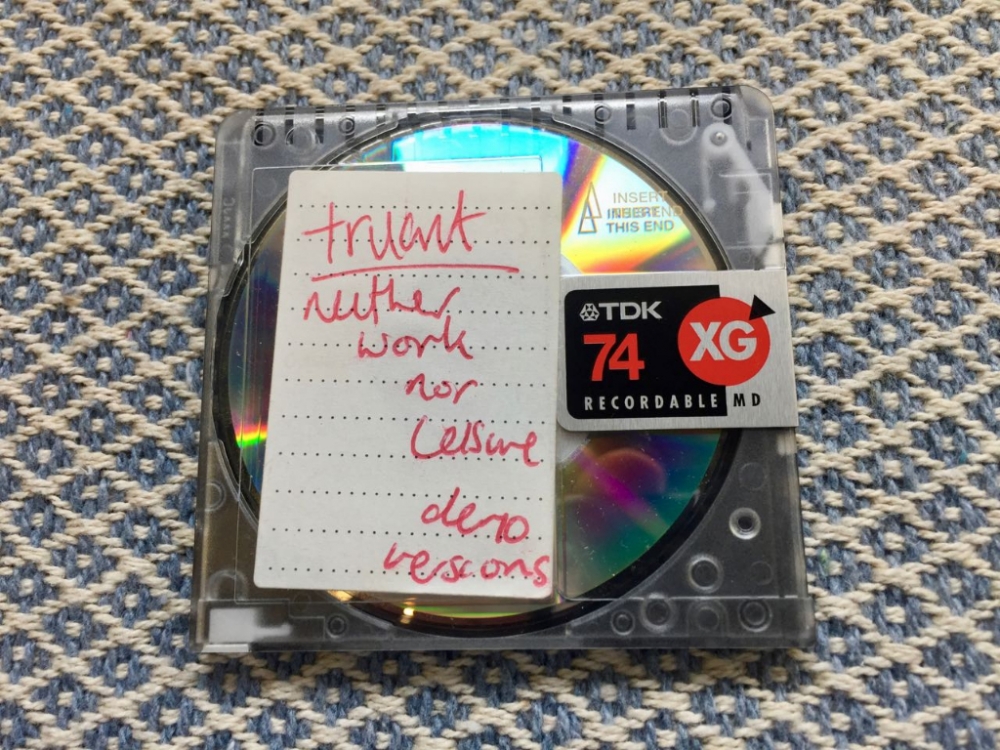 truant
neither
work
nor
leisure
demo
versions
INSERT
THIS END
TDK
74
XG
RECORDABLE MD